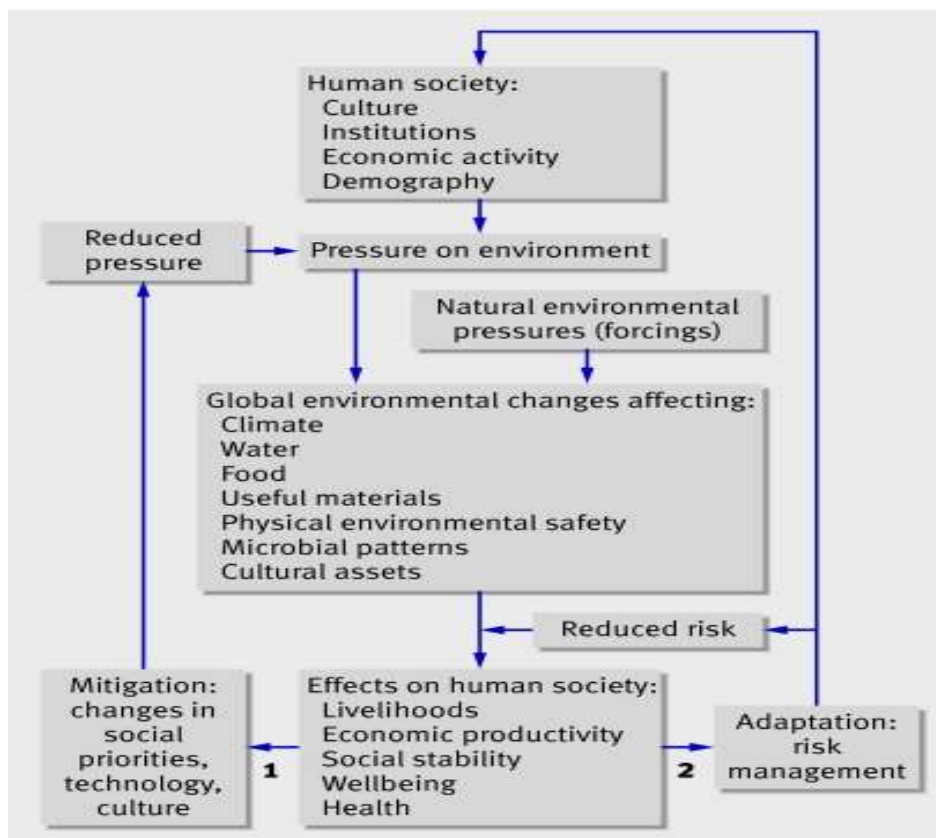 Human society:
Culture
Institutions
Economic activity
Demography
Reduced
pressure
Pressure on environment
Natural environmental
pressures (forcings)
Global environmental changes affecting:
Climate
Water
Food
Useful materials
Physical environmental safety
Microbial patterns
Cultural assets
Reduced risk
Mitigation:
changes in
social
priorities,
technology,
culture
1
Effects on human society:
Livelihoods
Economic productivity
Social stability
Wellbeing
Health
2
Adaptation:
risk
management